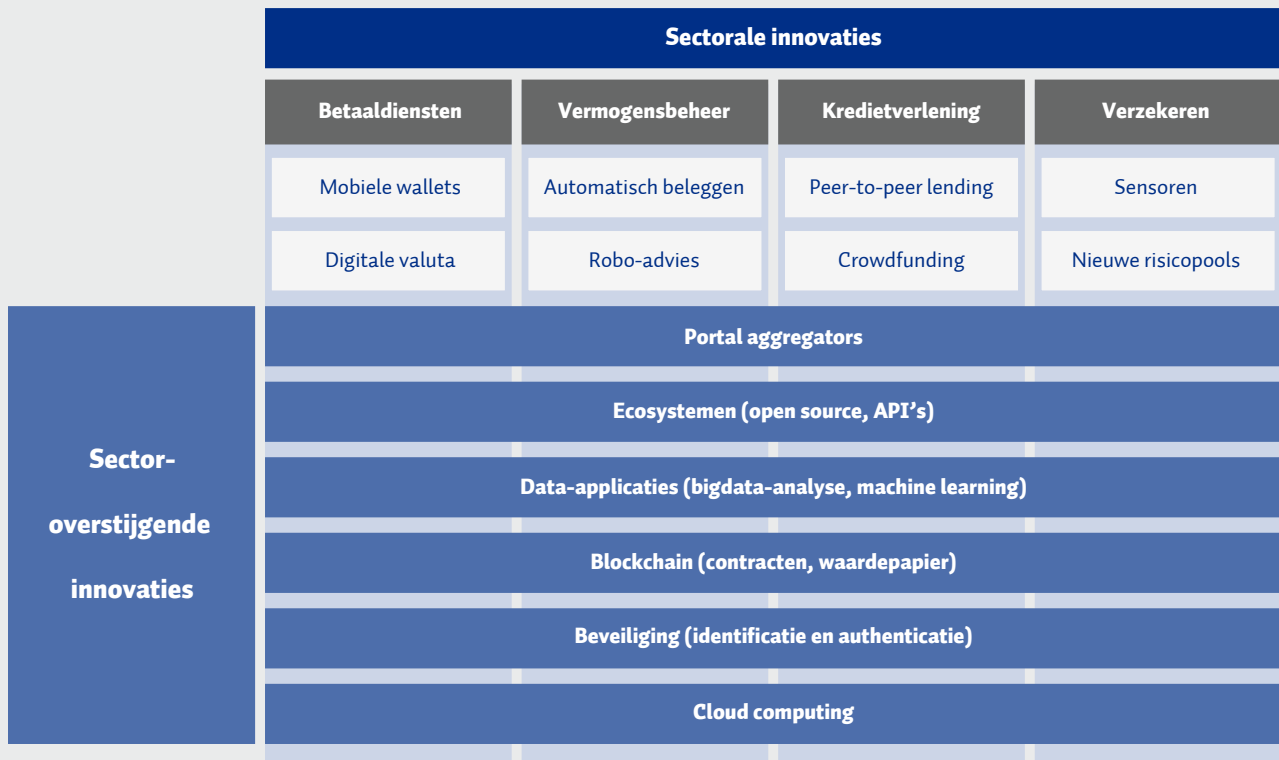 Sectorale innovaties
Betaaldiensten
Vermogensbeheer
Kredietverlening
Verzekeren
Mobiele wallets
Automatisch beleggen
Peer-to-peer lending
Sensoren
Digitale valuta
Robo-advies
Crowdfunding
Nieuwe risicopools
Sector-
overstijgende
innovaties
Portal aggregators
Ecosystemen (open source, API’s)
Data-applicaties (bigdata-analyse, machine learning)
Blockchain (contracten, waardepapier)
Beveiliging (identificatie en authenticatie)
Cloud computing